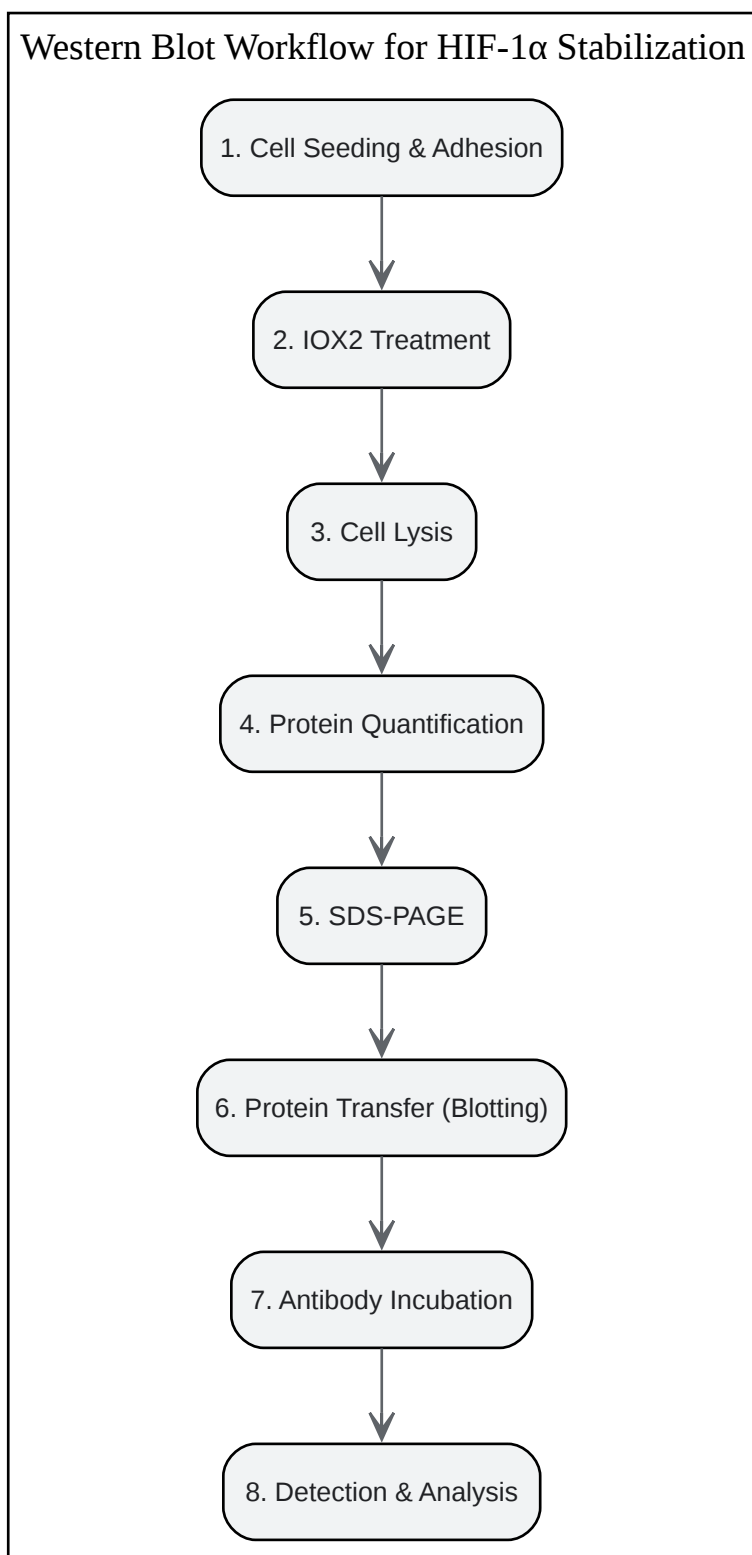 Western Blot Workflow for HIF-1α Stabilization
1. Cell Seeding & Adhesion
2. IOX2 Treatment
3. Cell Lysis
4. Protein Quantification
5. SDS-PAGE
6. Protein Transfer (Blotting)
7. Antibody Incubation
8. Detection & Analysis